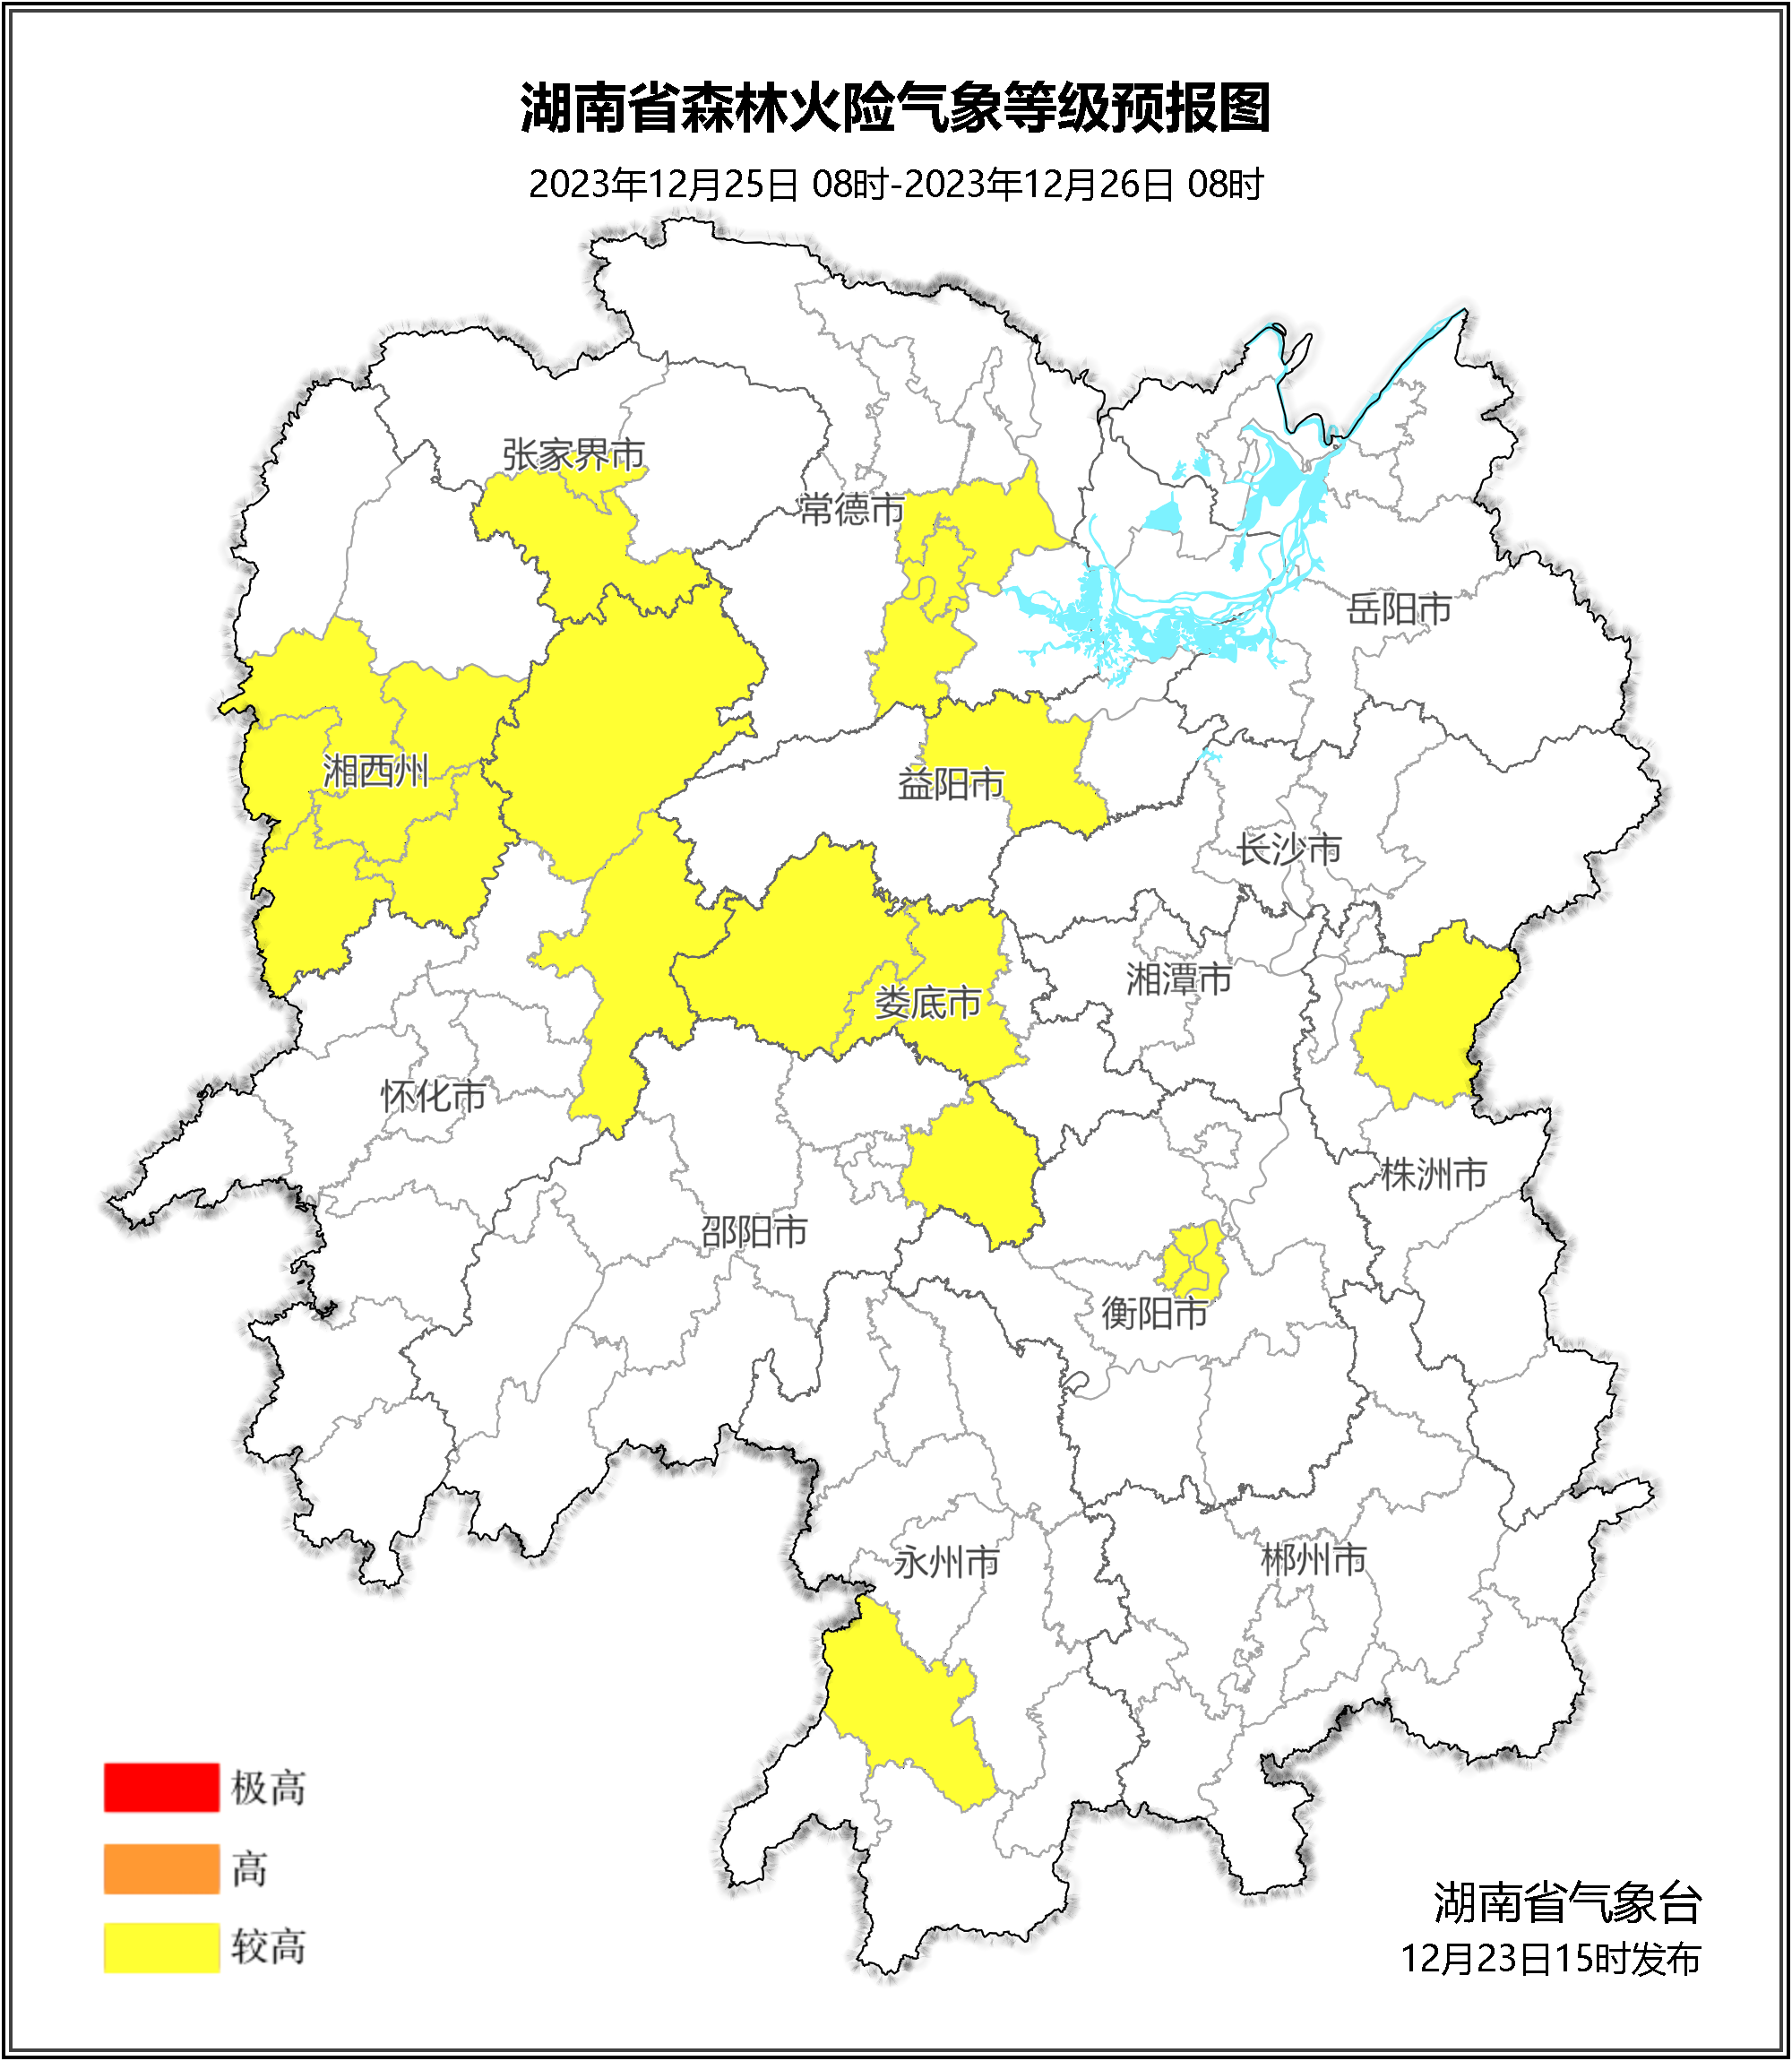 湖南省森林火险气象等级预报图
2023年12月25日 08时-2023年12月26日 08时
张家界市
常德市
岳阳市
湘西州
益阳市
长沙市
湘潭市
娄底市
怀化市
株洲市
邵阳市
衡阳市
永州市
郴州市
极高
高
较高
湖南省气象台
12月23日15时发布